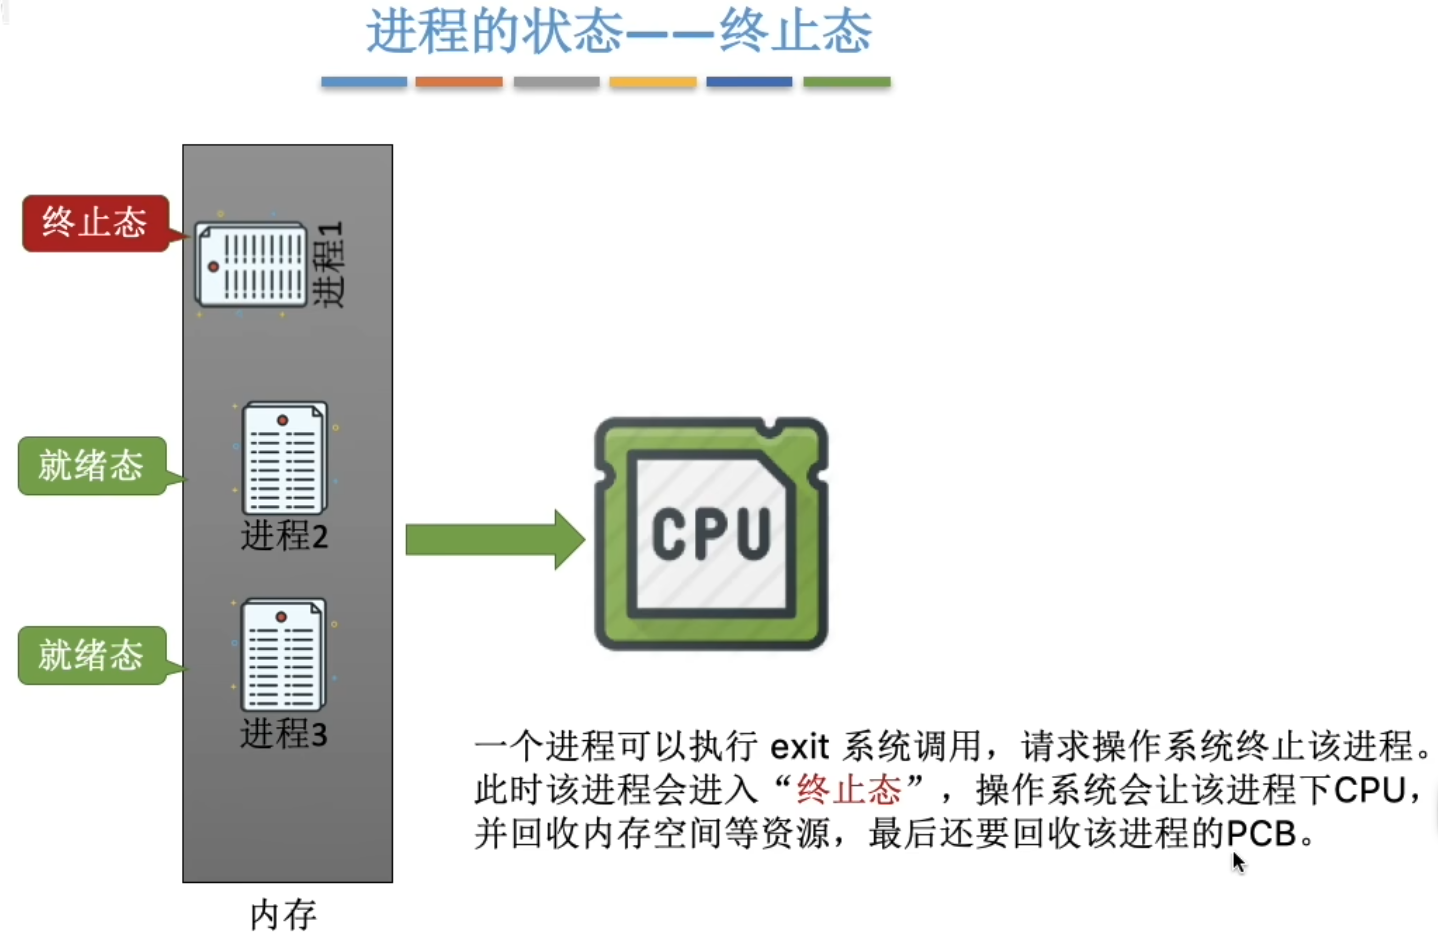 进程的状态——终止态
终止态
进程1
就绪态
进程2
CPU
就绪态
进程3
一个进程可以执行 exit 系统调用，请求操作系统终止该进程。
此时该进程会进入“终止态”，操作系统会让该进程下CPU，
并回收内存空间等资源，最后还要回收该进程的PCB。
内存